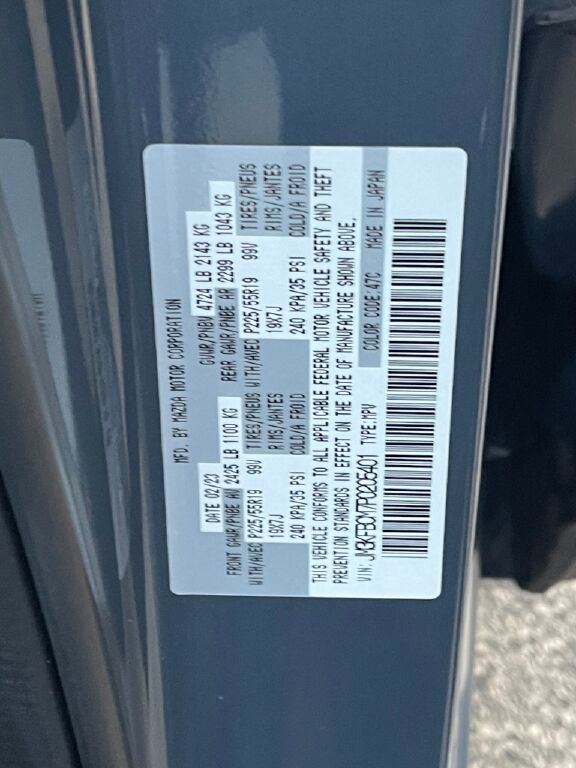 MFD. BY MAZDA MOTOR CORPORATION
DATE 02/23 GVWR/PNBV 4724 LB 2143 KG
FRONT GAWR/PNBE AV 2425 LB 1100 KG REAR GAWR/PNBE AR 2299 LB 1043 KG
WITH/AVEC P225/55R19 99V TIRES/PNEUS WITH/AVEC P225/55R19 99V TIRES/PNEUS
19X7J RIMS/JANTES 19X7J RIMS/JANTES
240 KPA/35 PSI COLD/A FROID 240 KPA/35 PSI COLD/A FROID
THIS VEHICLE CONFORMS TO ALL APPLICABLE FEDERAL MOTOR VEHICLE SAFETY AND THEFT
PREVENTION STANDARDS IN EFFECT ON THE DATE OF MANUFACTURE SHOWN ABOVE.
VIN: JM3KFBCM7P0205401 TYPE:MPV COLOR CODE:47C MADE IN JAPAN